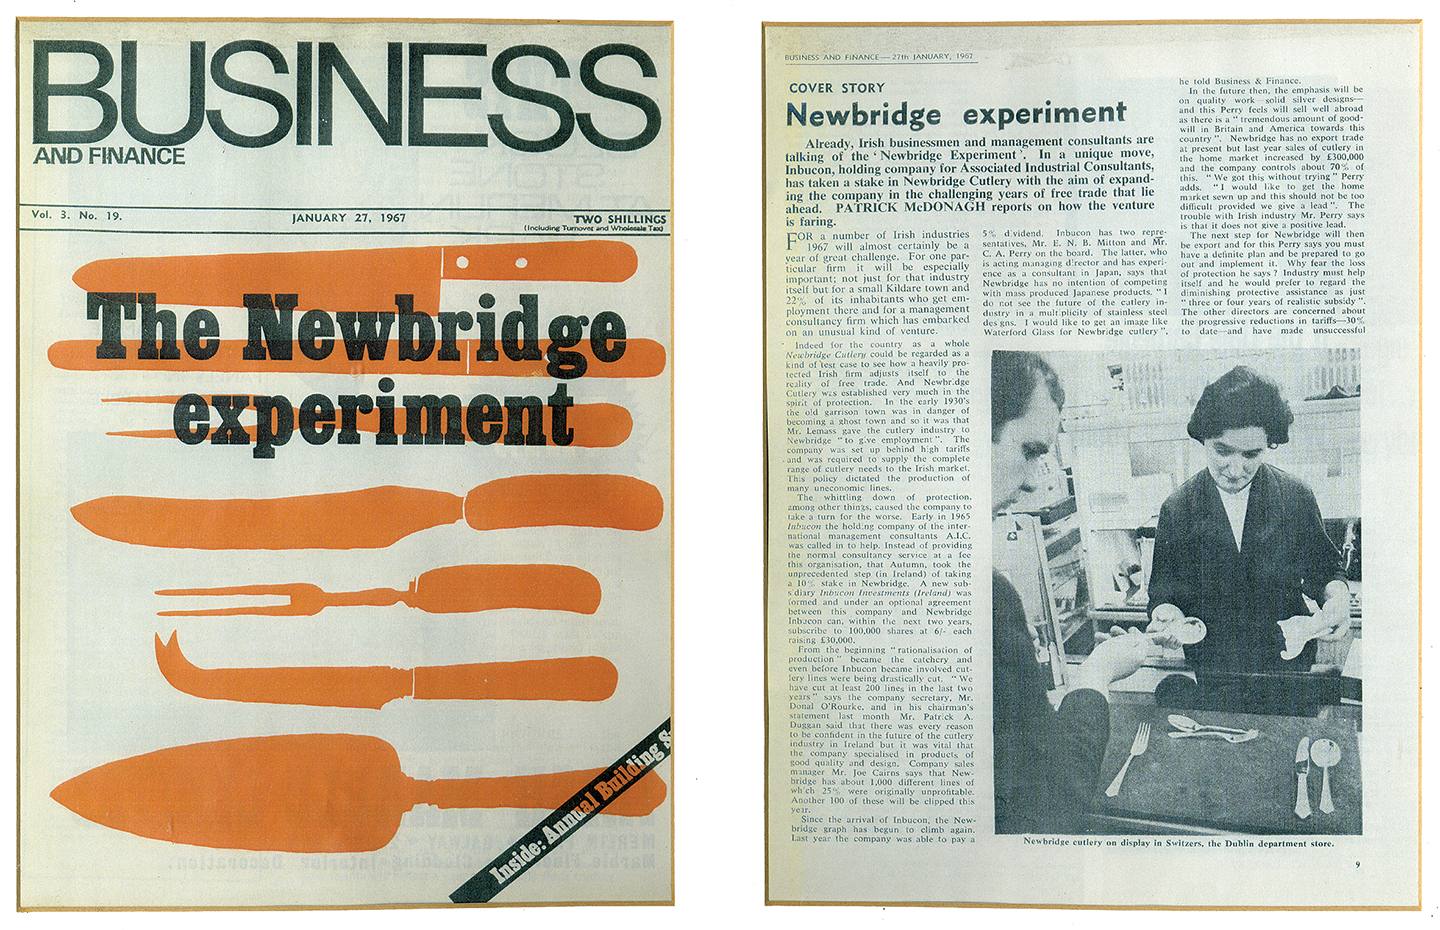 BUSINESS
AND FINANCE
Vol. 3. No. 19.
JANUARY 27, 1967
TWO SHILLINGS
(Including Turnover and Wholesale Tax)
The Newbridge
experiment
Inside: Annual Building S
BUSINESS AND FINANCE—27th JANUARY, 1967
COVER STORY
Newbridge experiment
Already, Irish businessmen and management consultants are
talking of the ‘Newbridge Experiment’. In a unique move,
Inbucon, holding company for Associated Industrial Consultants,
has taken a stake in Newbridge Cutlery with the aim of expand-
ing the company in the challenging years of free trade that lie
ahead. PATRICK McDONAGH reports on how the venture
is faring.
FOR a number of Irish industries
1967 will almost certainly be a
year of great challenge. For one par-
ticular firm it will be especially
important; not just for that industry
itself but for a small Kildare town and
22% of its inhabitants who get em-
ployment there and for a management
consultancy firm which has embarked
on an unusual kind of venture.
Indeed for the country as a whole
Newbridge Cutlery could be regarded as a
kind of test case to see how a heavily pro-
tected Irish firm adjusts itself to the
reality of free trade. And Newbridge
Cutlery was established very much in the
spirit of protection. In the early 1930's
the old garrison town was in danger of
becoming a ghost town and so it was that
Mr. Lemass gave the cutlery industry to
Newbridge “to give employment”. The
company was set up behind high tariffs
and was required to supply the complete
range of cutlery needs to the Irish market.
This policy dictated the production of
many uneconomic lines.
The whittling down of protection,
among other things, caused the company to
take a turn for the worse. Early in 1965
Inbucon the holding company of the inter-
national management consultants A.I.C.
was called in to help. Instead of providing
the normal consultancy service at a fee
this organisation, that Autumn, took the
unprecedented step (in Ireland) of taking
a 10% stake in Newbridge. A new sub-
sidiary Inbucon Investments (Ireland) was
formed and under an optional agreement
between this company and Newbridge
Inbucon can, within the next two years,
subscribe to 100,000 shares at 6/- each
raising £30,000.
From the beginning “rationalisation of
production” became the catchery and
even before Inbucon became involved cut-
lery lines were being drastically cut. “We
have cut at least 200 lines in the last two
years” says the company secretary, Mr.
Donal O'Rourke, and in his chairman's
statement last month Mr. Patrick A.
Duggan said that there was every reason
to be confident in the future of the cutlery
industry in Ireland but it was vital that
the company specialised in products of
good quality and design. Company sales
manager Mr. Joe Cairns says that New-
bridge has about 1,000 different lines of
which 25% were originally unprofitable.
Another 100 of these will be clipped this
year.
Since the arrival of Inbucon, the New-
bridge graph has begun to climb again.
Last year the company was able to pay a
5% dividend. Inbucon has two repre-
sentatives, Mr. E. N. B. Mitton and Mr.
C. A. Perry on the board. The latter, who
is acting managing director and has experi-
ence as a consultant in Japan, says that
Newbridge has no intention of competing
with mass produced Japanese products. “I
do not see the future of the cutlery in-
dustry in a multiplicity of stainless steel
designs. I would like to get an image like
Waterford Glass for Newbridge cutlery”,
he told Business & Finance.
In the future then, the emphasis will be
on quality work—solid silver designs—
and this Perry feels will sell well abroad
as there is a “tremendous amount of good-
will in Britain and America towards this
country”. Newbridge has no export trade
at present but last year sales of cutlery in
the home market increased by £300,000
and the company controls about 70% of
this. “We got this without trying” Perry
adds. “I would like to get the home
market sewn up and this should not be too
difficult provided we give a lead”. The
trouble with Irish industry Mr. Perry says
is that it does not give a positive lead.
The next step for Newbridge will then
be export and for this Perry says you must
have a definite plan and be prepared to go
out and implement it. Why fear the loss
of protection he says? Industry must help
itself and he would prefer to regard the
diminishing protective assistance as just
“three or four years of realistic subsidy”.
The other directors are concerned about
the progressive reductions in tariffs—30%
to date—and have made unsuccessful
Newbridge cutlery on display in Switzers, the Dublin department store.
9